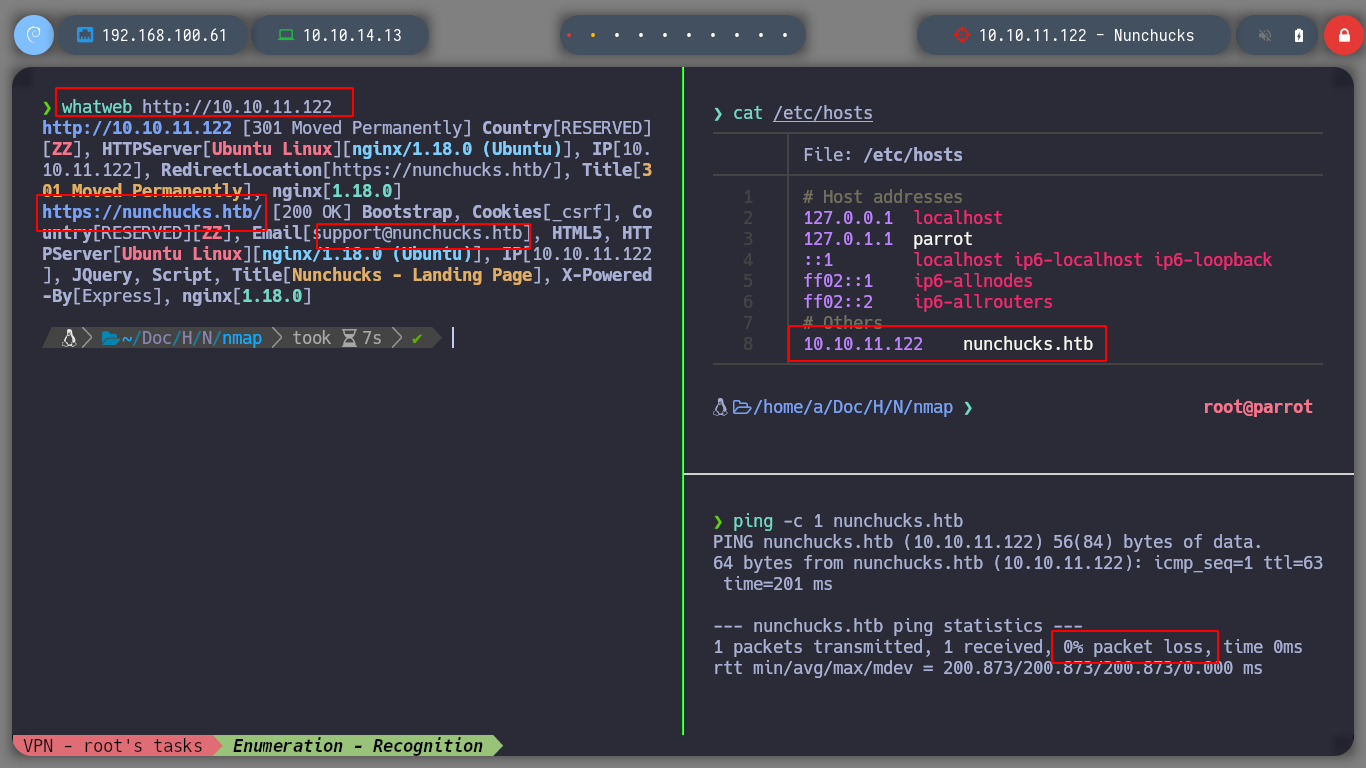 192.168.100.61
10.10.14.13
10.10.11.122 - Nunchucks
❯ whatweb http://10.10.11.122
http://10.10.11.122 [301 Moved Permanently] Country[RESERVED]
[ZZ], HTTPServer[Ubuntu Linux][nginx/1.18.0 (Ubuntu)], IP[10.
10.11.122], RedirectLocation[https://nunchucks.htb/], Title[3
01 Moved Permanently], nginx[1.18.0]
https://nunchucks.htb/ [200 OK] Bootstrap, Cookies[_csrf], Co
untry[RESERVED][ZZ], Email[support@nunchucks.htb], HTML5, HTT
PServer[Ubuntu Linux][nginx/1.18.0 (Ubuntu)], IP[10.10.11.122
], JQuery, Script, Title[Nunchucks - Landing Page], X-Powered
-By[Express], nginx[1.18.0]
~/Doc/H/N/nmap took 7s ✔
❯ cat /etc/hosts
File: /etc/hosts
1 # Host addresses
2 127.0.0.1 localhost
3 127.0.1.1 parrot
4 ::1 localhost ip6-localhost ip6-loopback
5 ff02::1 ip6-allnodes
6 ff02::2 ip6-allrouters
7 # Others
8 10.10.11.122 nunchucks.htb
/home/a/Doc/H/N/nmap ❯ root@parrot
❯ ping -c 1 nunchucks.htb
PING nunchucks.htb (10.10.11.122) 56(84) bytes of data.
64 bytes from nunchucks.htb (10.10.11.122): icmp_seq=1 ttl=63
time=201 ms
--- nunchucks.htb ping statistics ---
1 packets transmitted, 1 received, 0% packet loss, time 0ms
rtt min/avg/max/mdev = 200.873/200.873/200.873/0.000 ms
VPN - root's tasks
Enumeration - Recognition